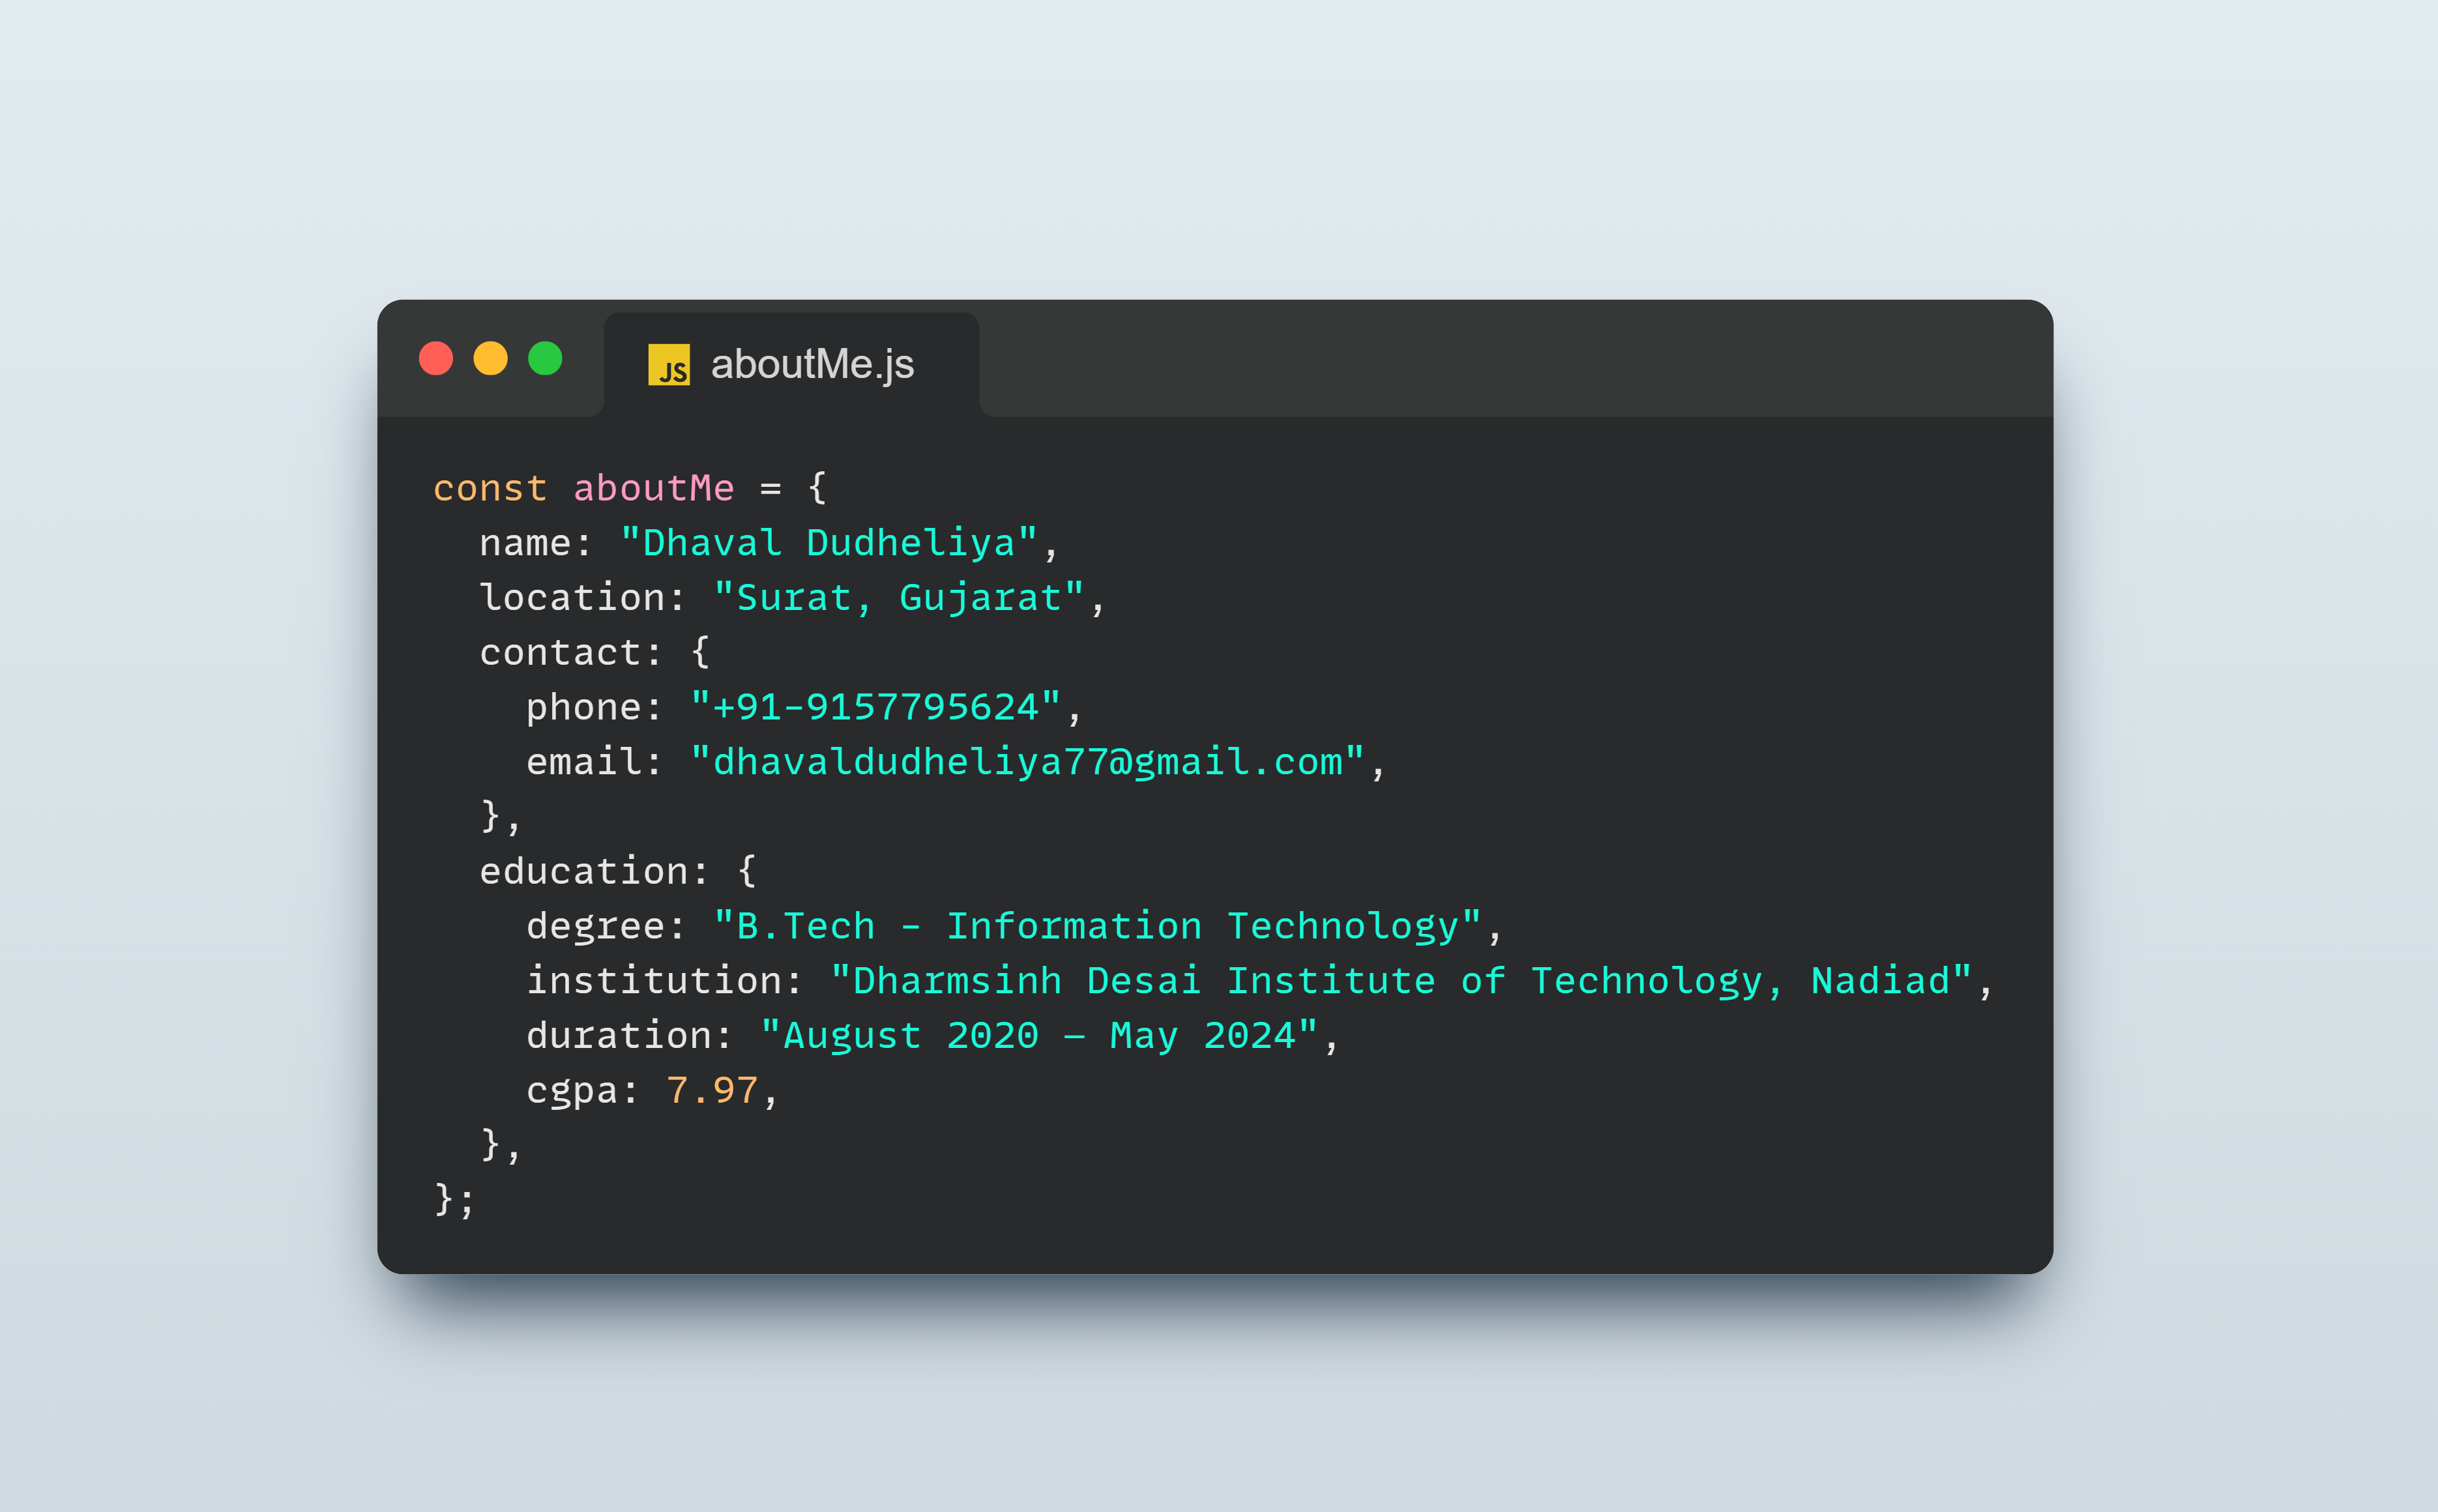 JS aboutMe.js
const aboutMe = {
  name: "Dhaval Dudheliya",
  location: "Surat, Gujarat",
  contact: {
    phone: "+91-9157795624",
    email: "dhavaldudheliya77@gmail.com",
  },
  education: {
    degree: "B.Tech - Information Technology",
    institution: "Dharmsinh Desai Institute of Technology, Nadiad",
    duration: "August 2020 – May 2024",
    cgpa: 7.97,
  },
};